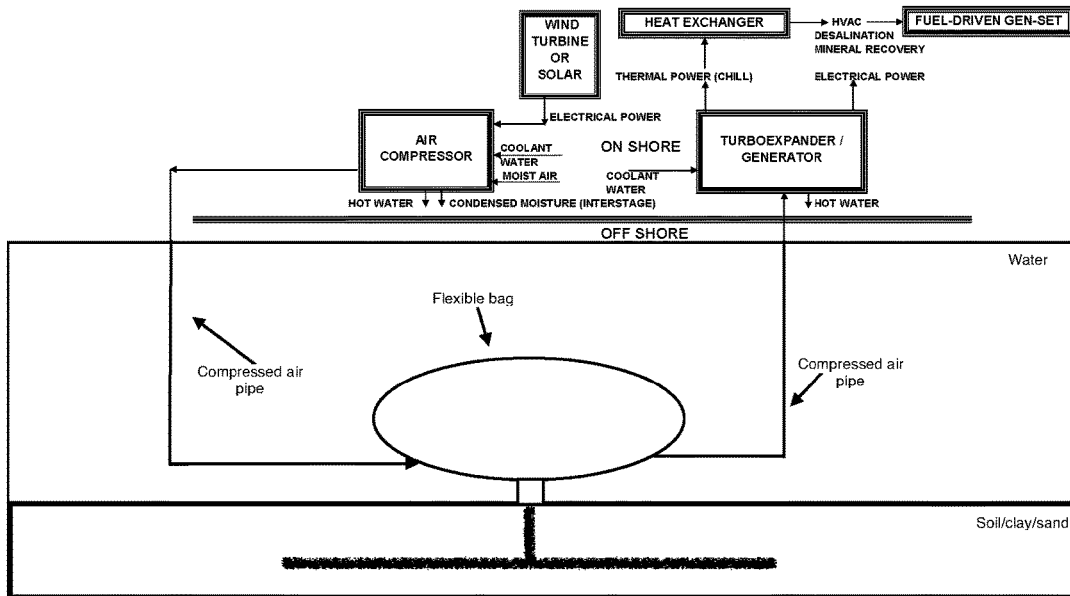 WIND
TURBINE
OR
SOLAR
HEAT EXCHANGER
HVAC
DESALINATION
MINERAL RECOVERY
FUEL-DRIVEN GEN-SET
THERMAL POWER (CHILL)
ELECTRICAL POWER
ELECTRICAL POWER
AIR
COMPRESSOR
COOLANT
WATER
MOIST AIR
ON SHORE
TURBOEXPANDER /
GENERATOR
COOLANT
WATER
HOT WATER
CONDENSED MOISTURE (INTERSTAGE)
HOT WATER
OFF SHORE
Water
Flexible bag
Compressed air
pipe
Compressed air
pipe
Soil/clay/sand